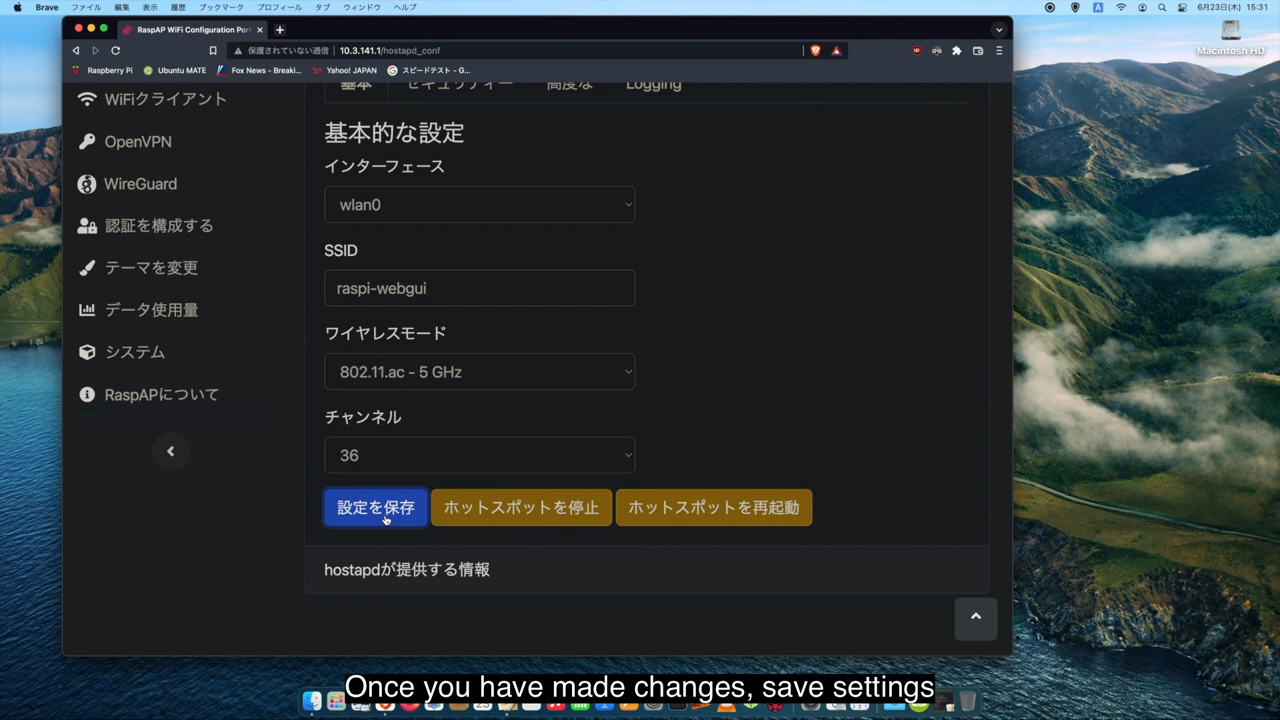 Brave ファイル 編集 表示 履歴 ブックマーク プロフィール タブ ウィンドウ ヘルプ A 6月23日(木) 15:31
RaspAP WiFi Configuration Por
保護されていない通信 10.3.141.1/hostapd_conf
Raspberry Pi Ubuntu MATE Fox News - Breaki... Yahoo! JAPAN スピードテスト - G...
Macintosh HD
基本 セキュリティー 高度な Logging
WiFiクライアント
OpenVPN
WireGuard
認証を構成する
テーマを変更
データ使用量
システム
RaspAPについて
基本的な設定
インターフェース
wlan0
SSID
raspi-webgui
ワイヤレスモード
802.11.ac - 5 GHz
チャンネル
36
設定を保存 ホットスポットを停止 ホットスポットを再起動
hostapdが提供する情報
Once you have made changes, save settings